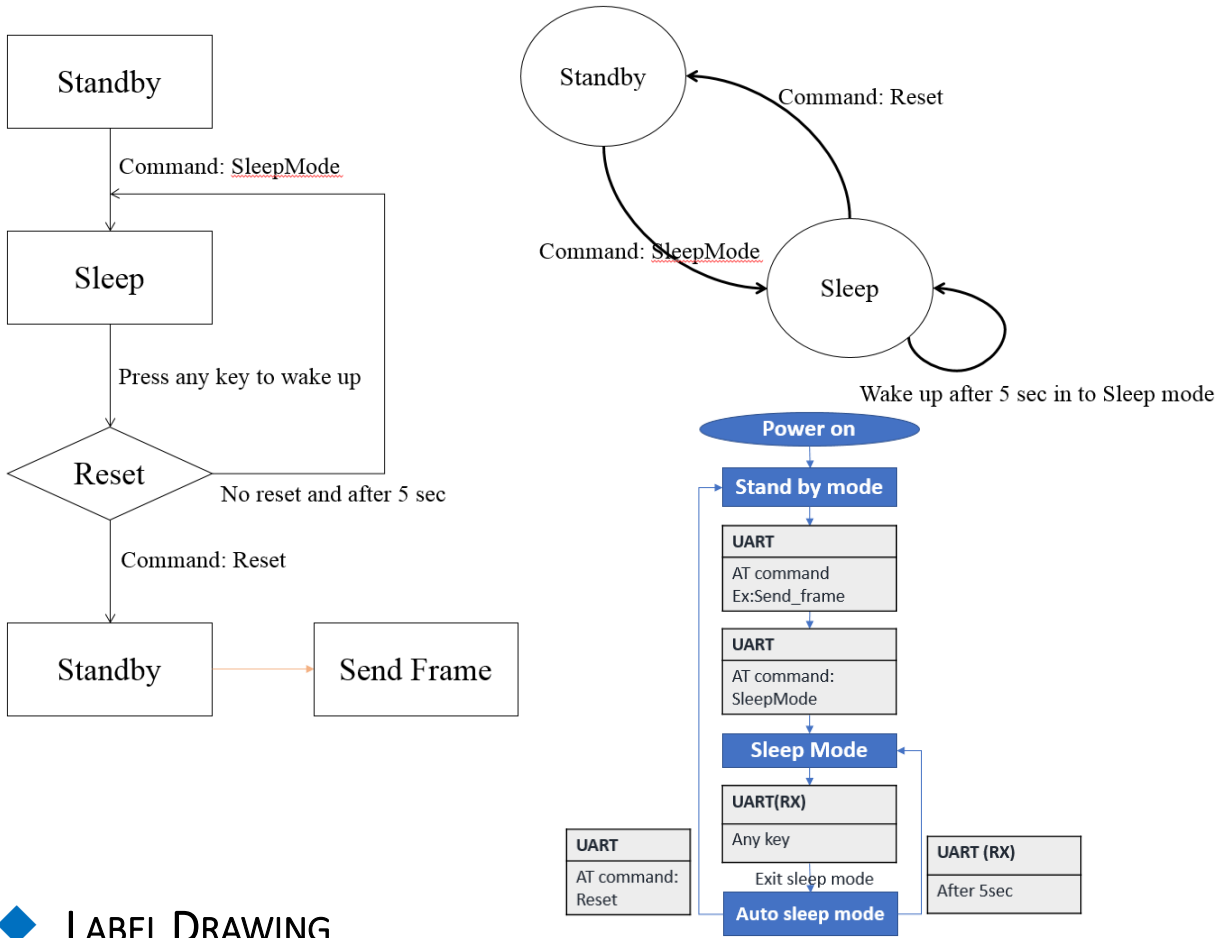 Standby
Command: SleepMode
Sleep
Press any key to wake up
Reset
No reset and after 5 sec
Command: Reset
Standby
Send Frame
Standby
Command: Reset
Command: SleepMode
Sleep
Wake up after 5 sec in to Sleep mode
Power on
Stand by mode
UART
AT command
Ex:Send_frame
UART
AT command:
SleepMode
Sleep Mode
UART(RX)
Any key
Exit sleep mode
Auto sleep mode
UART
AT command:
Reset
UART (RX)
After 5sec
LABEL DRAWING